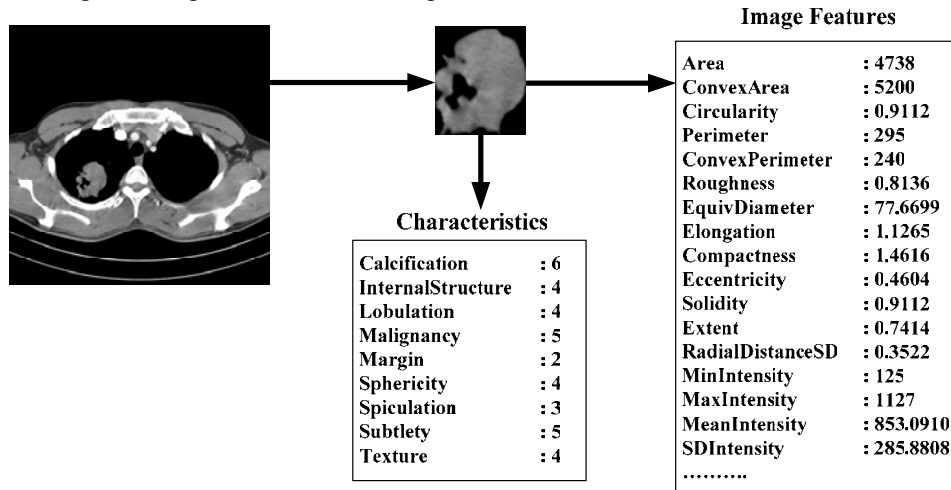 Image Features
Area : 4738
ConvexArea : 5200
Circularity : 0.9112
Perimeter : 295
ConvexPerimeter : 240
Roughness : 0.8136
EquivDiameter : 77.6699
Elongation : 1.1265
Compactness : 1.4616
Eccentricity : 0.4604
Solidity : 0.9112
Extent : 0.7414
RadialDistanceSD : 0.3522
MinIntensity : 125
MaxIntensity : 1127
MeanIntensity : 853.0910
SDIntensity : 285.8808
..........
Characteristics
Calcification : 6
InternalStructure : 4
Lobulation : 4
Malignancy : 5
Margin : 2
Sphericity : 4
Spiculation : 3
Subtlety : 5
Texture : 4